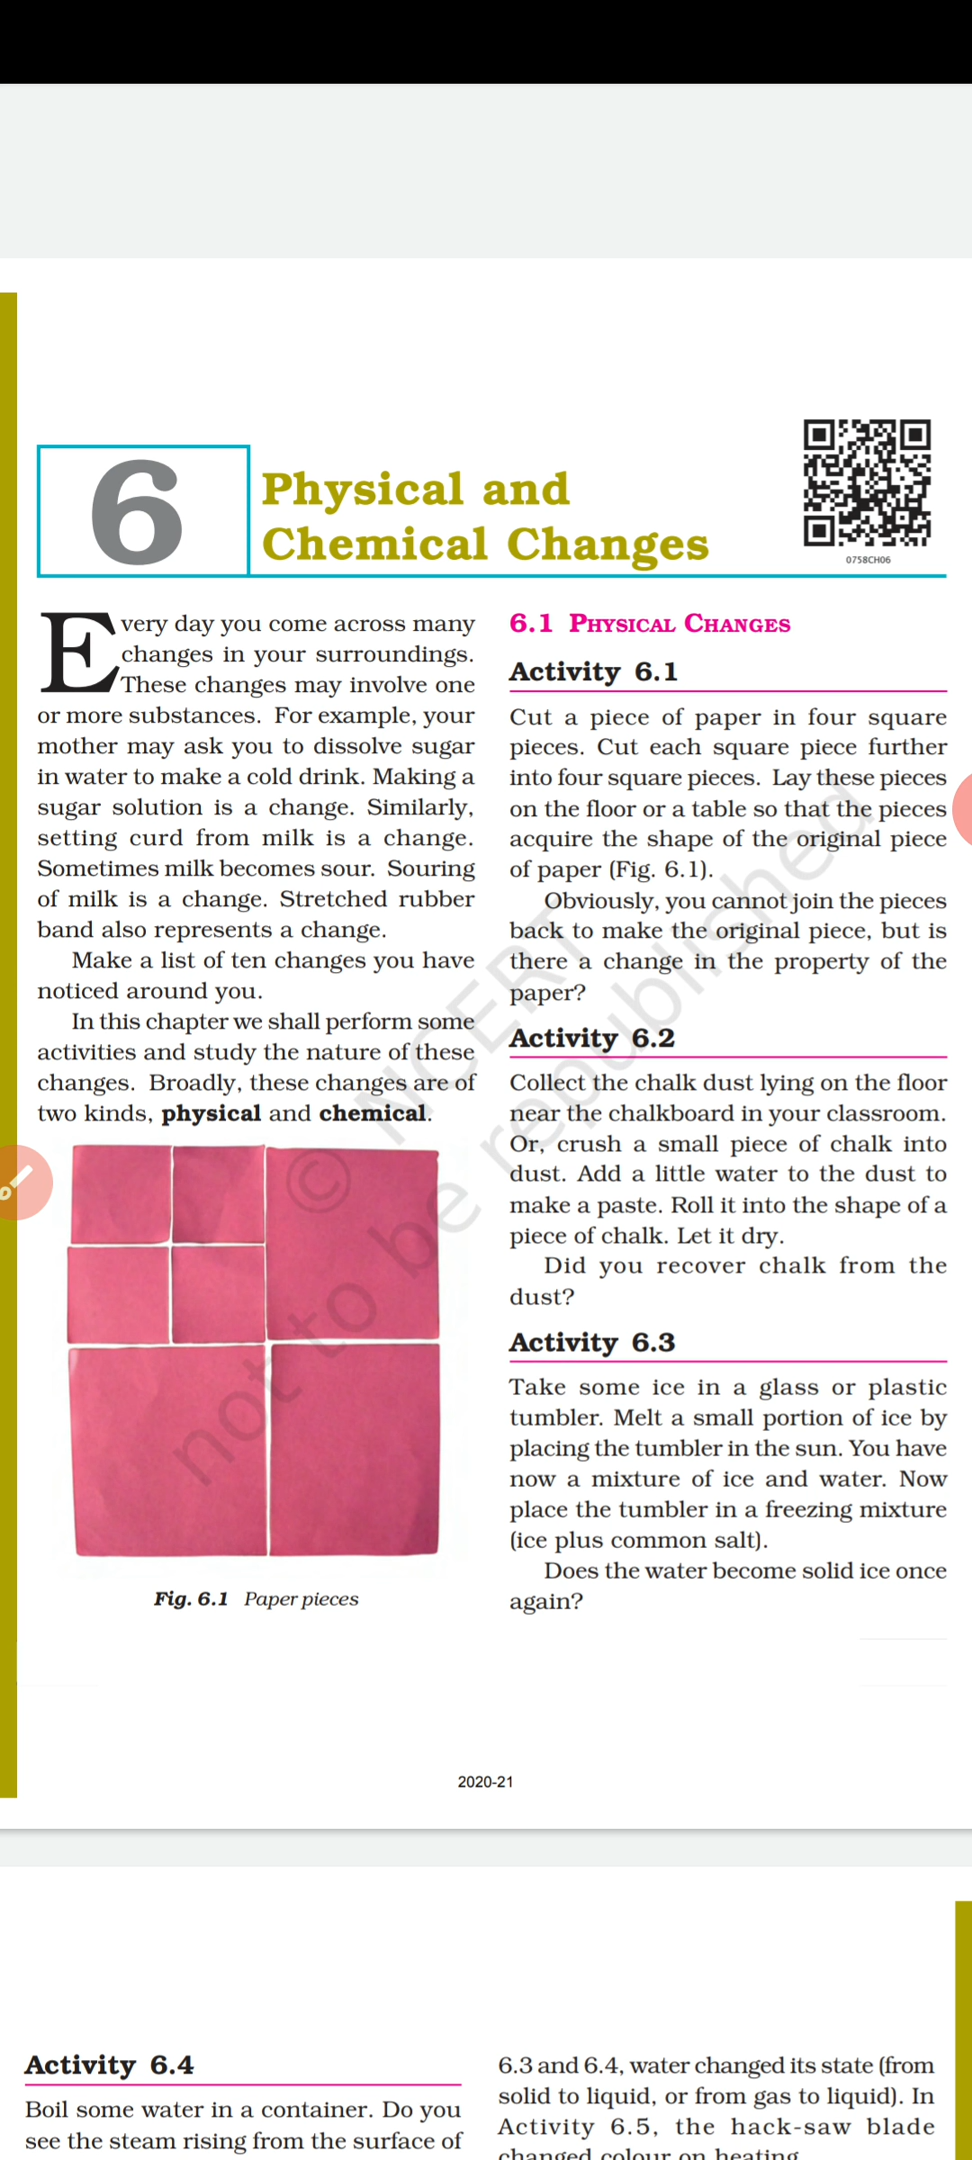 6
Physical and
Chemical Changes
0758CH06
Every day you come across many
changes in your surroundings.
These changes may involve one
or more substances. For example, your
mother may ask you to dissolve sugar
in water to make a cold drink. Making a
sugar solution is a change. Similarly,
setting curd from milk is a change.
Sometimes milk becomes sour. Souring
of milk is a change. Stretched rubber
band also represents a change.
Make a list of ten changes you have
noticed around you.
In this chapter we shall perform some
activities and study the nature of these
changes. Broadly, these changes are of
two kinds, physical and chemical.
Fig. 6.1 Paper pieces
6.1 PHYSICAL CHANGES
Activity 6.1
Cut a piece of paper in four square
pieces. Cut each square piece further
into four square pieces. Lay these pieces
on the floor or a table so that the pieces
acquire the shape of the original piece
of paper (Fig. 6.1).
Obviously, you cannot join the pieces
back to make the original piece, but is
there a change in the property of the
paper?
Activity 6.2
Collect the chalk dust lying on the floor
near the chalkboard in your classroom.
Or, crush a small piece of chalk into
dust. Add a little water to the dust to
make a paste. Roll it into the shape of a
piece of chalk. Let it dry.
Did you recover chalk from the
dust?
Activity 6.3
Take some ice in a glass or plastic
tumbler. Melt a small portion of ice by
placing the tumbler in the sun. You have
now a mixture of ice and water. Now
place the tumbler in a freezing mixture
(ice plus common salt).
Does the water become solid ice once
again?
© NCERT
not to be republished
2020-21
Activity 6.4
Boil some water in a container. Do you
see the steam rising from the surface of
6.3 and 6.4, water changed its state (from
solid to liquid, or from gas to liquid). In
Activity 6.5, the hack-saw blade
changed colour on heating.